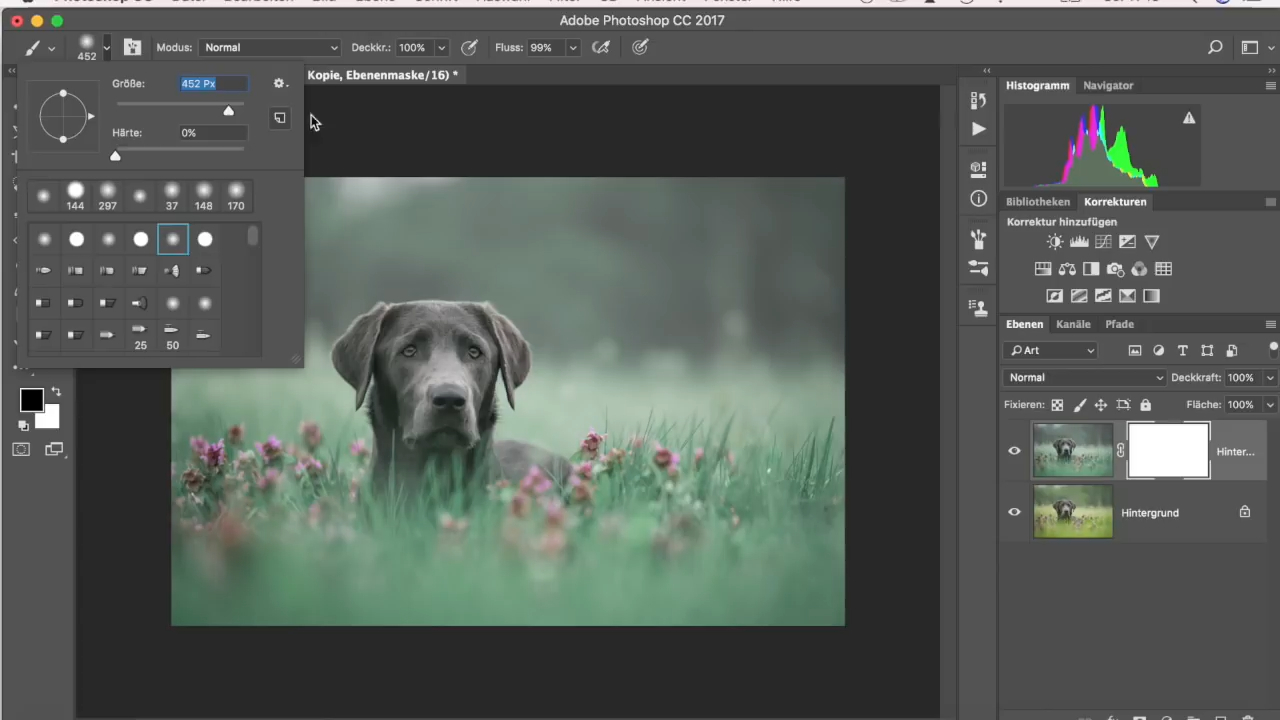 Adobe Photoshop CC 2017
452 Modus: Normal Deckkr.: 100% Fluss: 99%
Kopie, Ebenenmaske/16) *
Größe: 452 Px
Härte: 0%
144 297 37 148 170
25 50
Histogramm Navigator
Bibliotheken Korrekturen
Korrektur hinzufügen
Ebenen Kanäle Pfade
Art
Normal Deckkraft: 100%
Fixieren: Fläche: 100%
Hinter...
Hintergrund